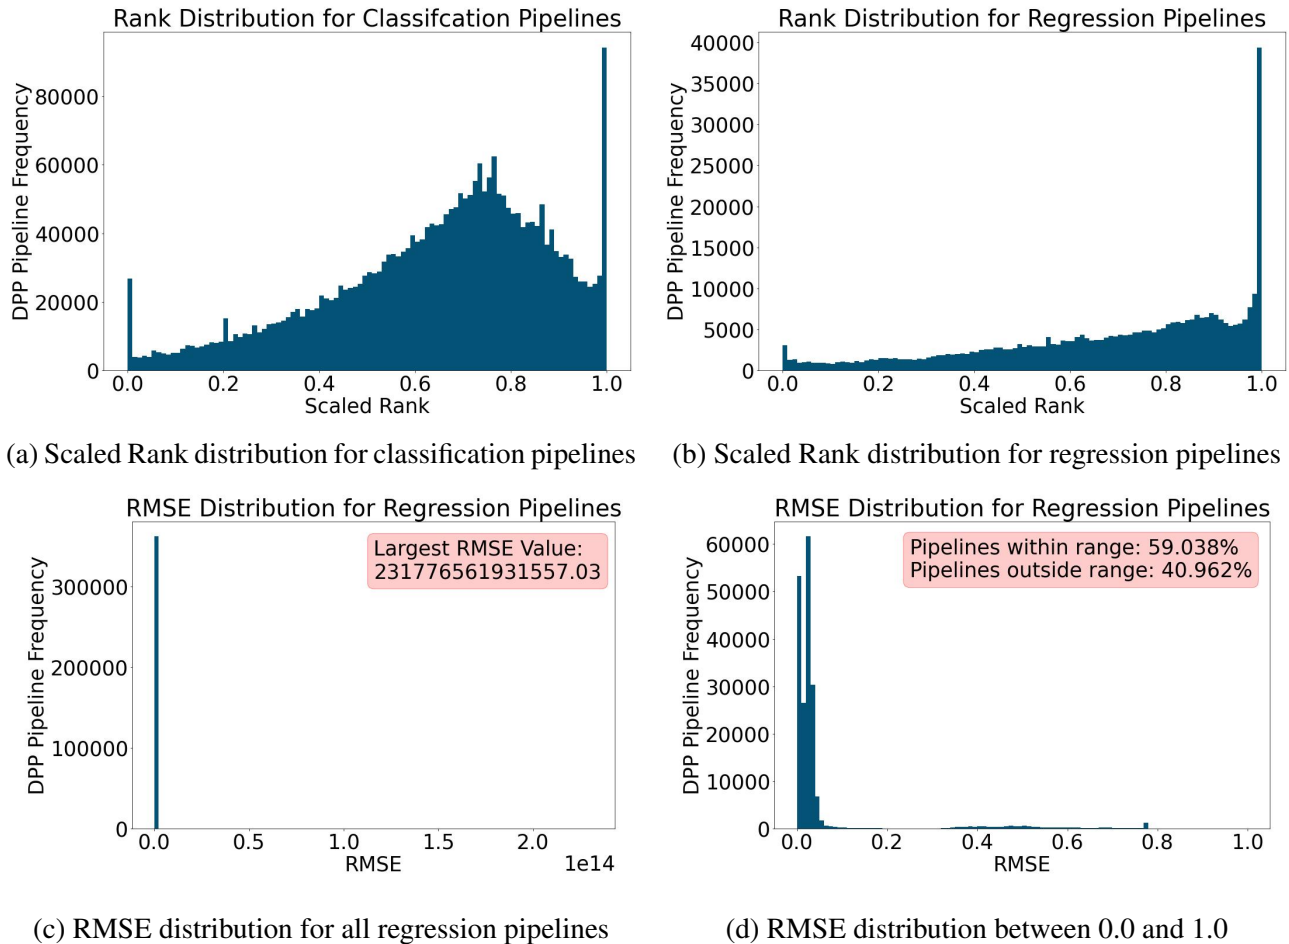 Rank Distribution for Classifcation Pipelines
DPP Pipeline Frequency
80000
60000
40000
20000
0
0.0 0.2 0.4 0.6 0.8 1.0
Scaled Rank
(a) Scaled Rank distribution for classification pipelines
Rank Distribution for Regression Pipelines
DPP Pipeline Frequency
40000
35000
30000
25000
20000
15000
10000
5000
0
0.0 0.2 0.4 0.6 0.8 1.0
Scaled Rank
(b) Scaled Rank distribution for regression pipelines
RMSE Distribution for Regression Pipelines
Largest RMSE Value:
231776561931557.03
DPP Pipeline Frequency
300000
200000
100000
0
0.0 0.5 1.0 1.5 2.0
1e14
RMSE
(c) RMSE distribution for all regression pipelines
RMSE Distribution for Regression Pipelines
Pipelines within range: 59.038%
Pipelines outside range: 40.962%
DPP Pipeline Frequency
60000
50000
40000
30000
20000
10000
0
0.0 0.2 0.4 0.6 0.8 1.0
RMSE
(d) RMSE distribution between 0.0 and 1.0